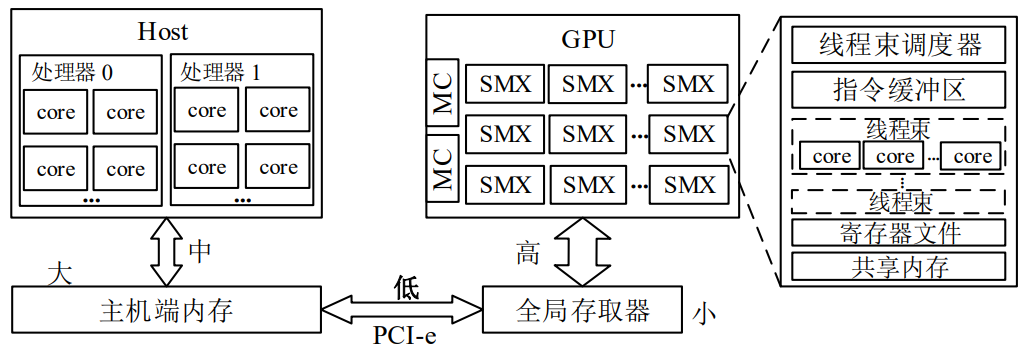 Host
处理器 0
core core
core core
...
处理器 1
core core
core core
...
GPU
MC
MC
SMX SMX ... SMX
SMX SMX ... SMX
SMX SMX ... SMX
线程束调度器
指令缓冲区
线程束
core core ... core
...
线程束
寄存器文件
共享内存
中
高
大
主机端内存
低
PCI-e
全局存取器
小